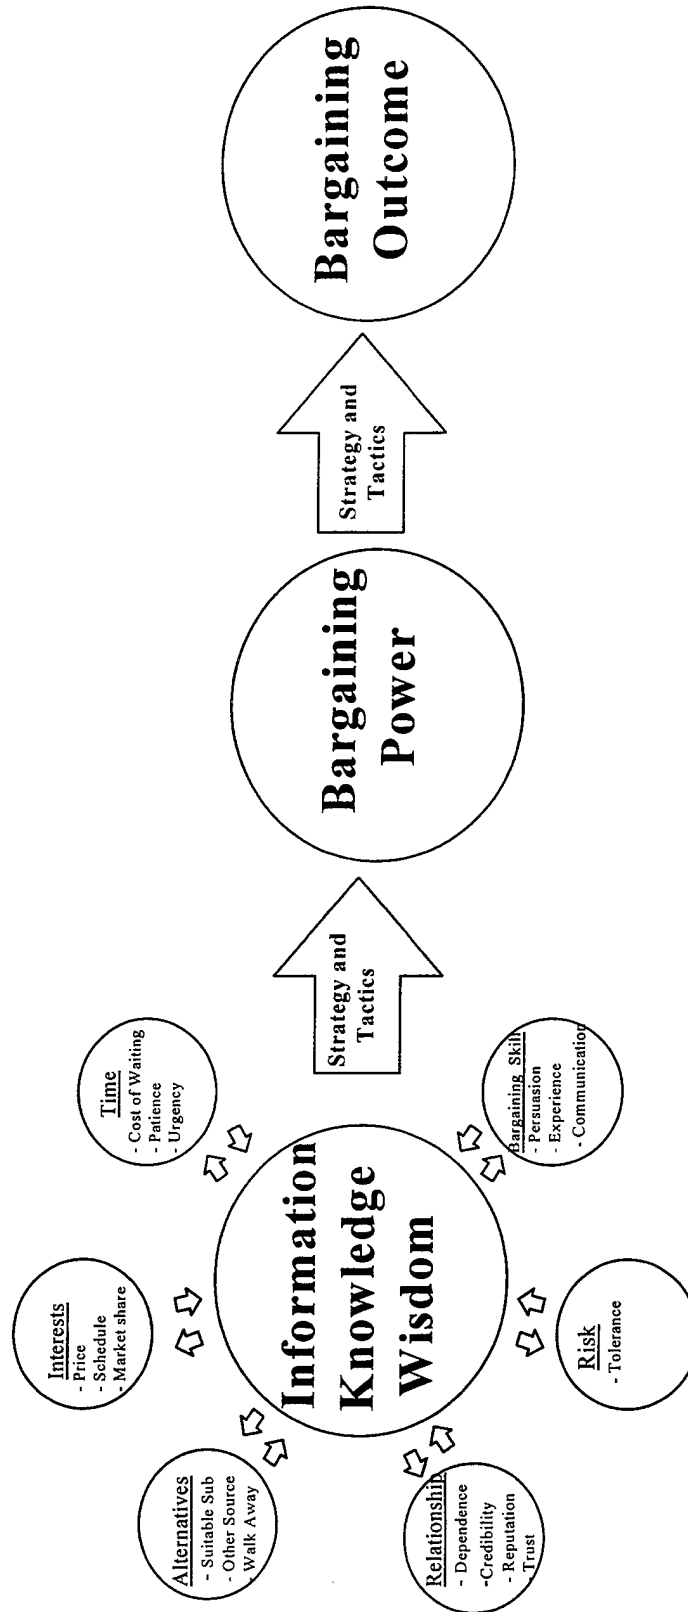 Alternatives
- Suitable Sub
- Other Source
- Walk Away
Interests
- Price
- Schedule
- Market share
Time
- Cost of Waiting
- Patience
- Urgency
Information
Knowledge
Wisdom
Relationship
- Dependence
-Credibility
- Reputation
- Trust
Risk
- Tolerance
Bargaining Skill
- Persuasion
- Experience
- Communication
Strategy and
Tactics
Bargaining
Power
Strategy and
Tactics
Bargaining
Outcome